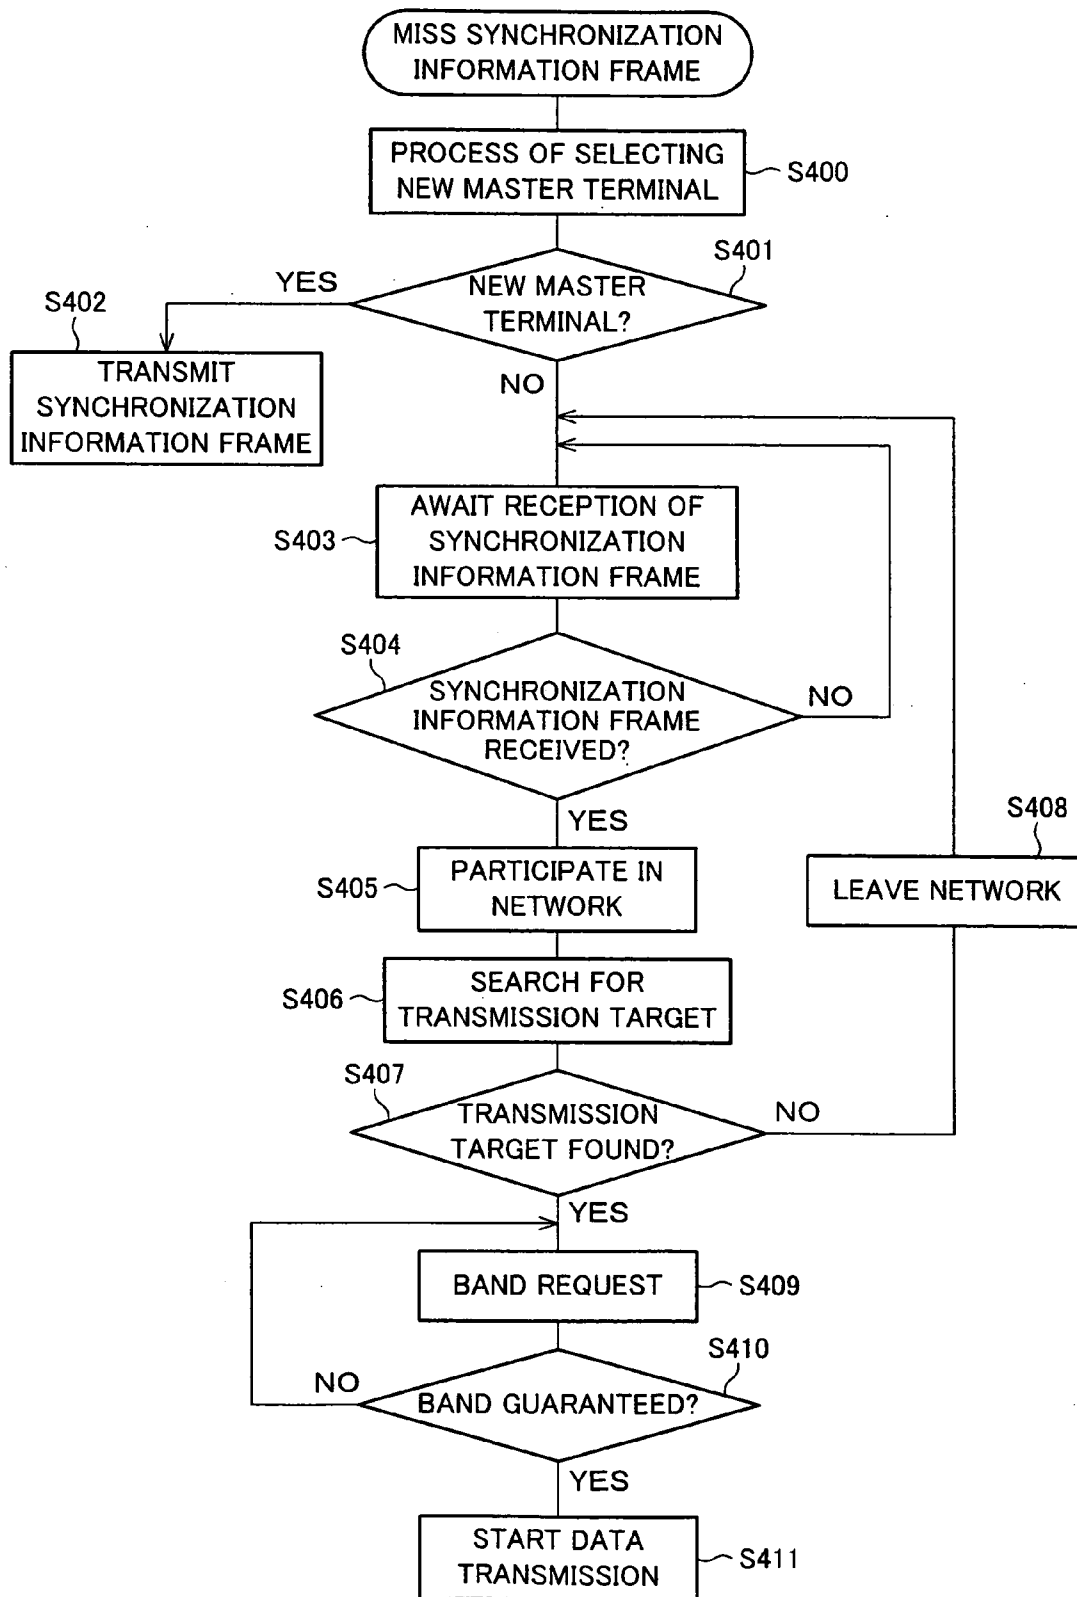 MISS SYNCHRONIZATION
INFORMATION FRAME
PROCESS OF SELECTING
NEW MASTER TERMINAL
S400
S401
NEW MASTER
TERMINAL?
YES
S402
TRANSMIT
SYNCHRONIZATION
INFORMATION FRAME
NO
AWAIT RECEPTION OF
SYNCHRONIZATION
INFORMATION FRAME
S403
S404
SYNCHRONIZATION
INFORMATION FRAME
RECEIVED?
NO
YES
S408
LEAVE NETWORK
PARTICIPATE IN
NETWORK
S405
SEARCH FOR
TRANSMISSION TARGET
S406
S407
TRANSMISSION
TARGET FOUND?
NO
YES
BAND REQUEST
S409
S410
BAND GUARANTEED?
NO
YES
START DATA
TRANSMISSION
S411